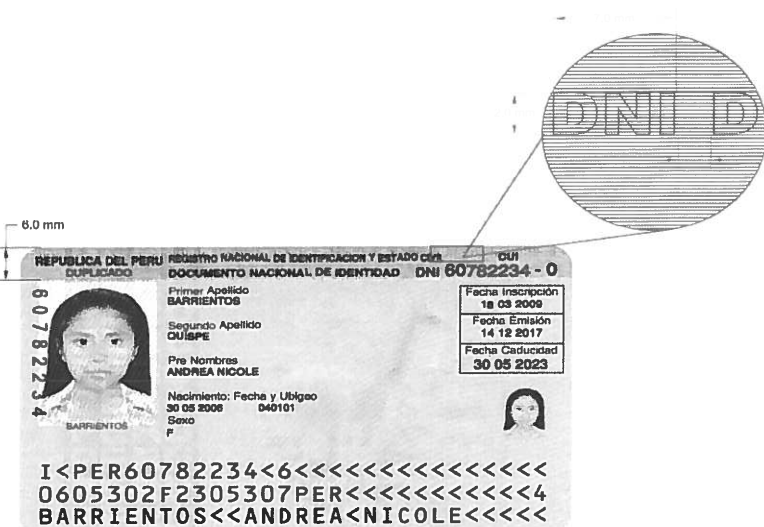 DNI D
6.0 mm
REPUBLICA DEL PERU REGISTRO NACIONAL DE IDENTIFICACION Y ESTADO CIVIL CUI
DUPLICADO DOCUMENTO NACIONAL DE IDENTIDAD DNI 60782234 - 0
60782234
Primer Apellido
BARRIENTOS
Segundo Apellido
QUISPE
Pre Nombres
ANDREA NICOLE
Nacimiento: Fecha y Ubigeo
30 05 2006 040101
Sexo
F
Fecha Inscripción
18 03 2009
Fecha Emisión
14 12 2017
Fecha Caducidad
30 05 2023
BARRIENTOS
I<PER60782234<6<<<<<<<<<<<<<<<
0605302F2305307PER<<<<<<<<<<<4
BARRIENTOS<<ANDREA<NICOLE<<<<<